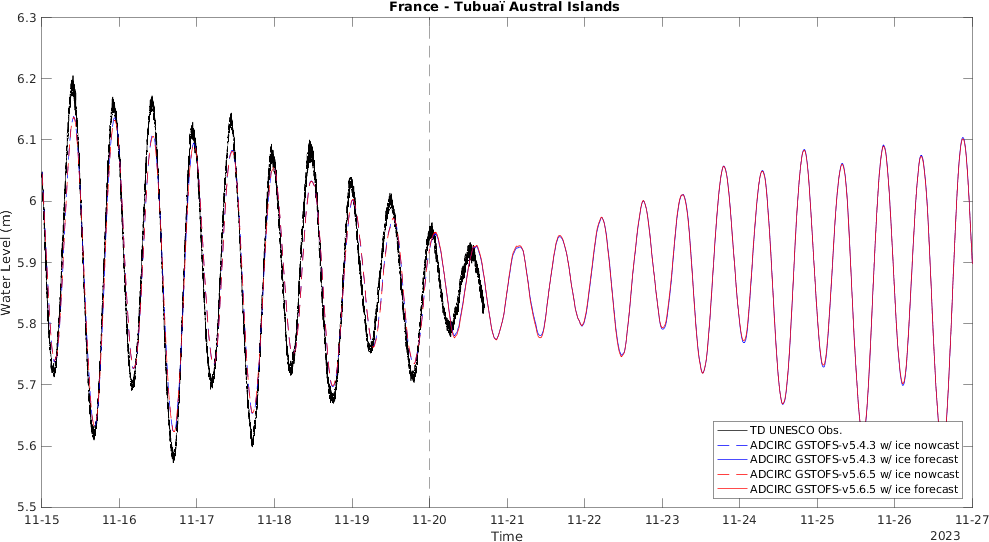 France - Tubuaï Austral Islands
6.3
6.2
6.1
6
5.9
5.8
5.7
5.6
5.5
Water Level (m)
11-15 11-16 11-17 11-18 11-19 11-20 11-21 11-22 11-23 11-24 11-25 11-26 11-27
Time
2023
TD UNESCO Obs.
ADCIRC GSTOFS-v5.4.3 w/ ice nowcast
ADCIRC GSTOFS-v5.4.3 w/ ice forecast
ADCIRC GSTOFS-v5.6.5 w/ ice nowcast
ADCIRC GSTOFS-v5.6.5 w/ ice forecast